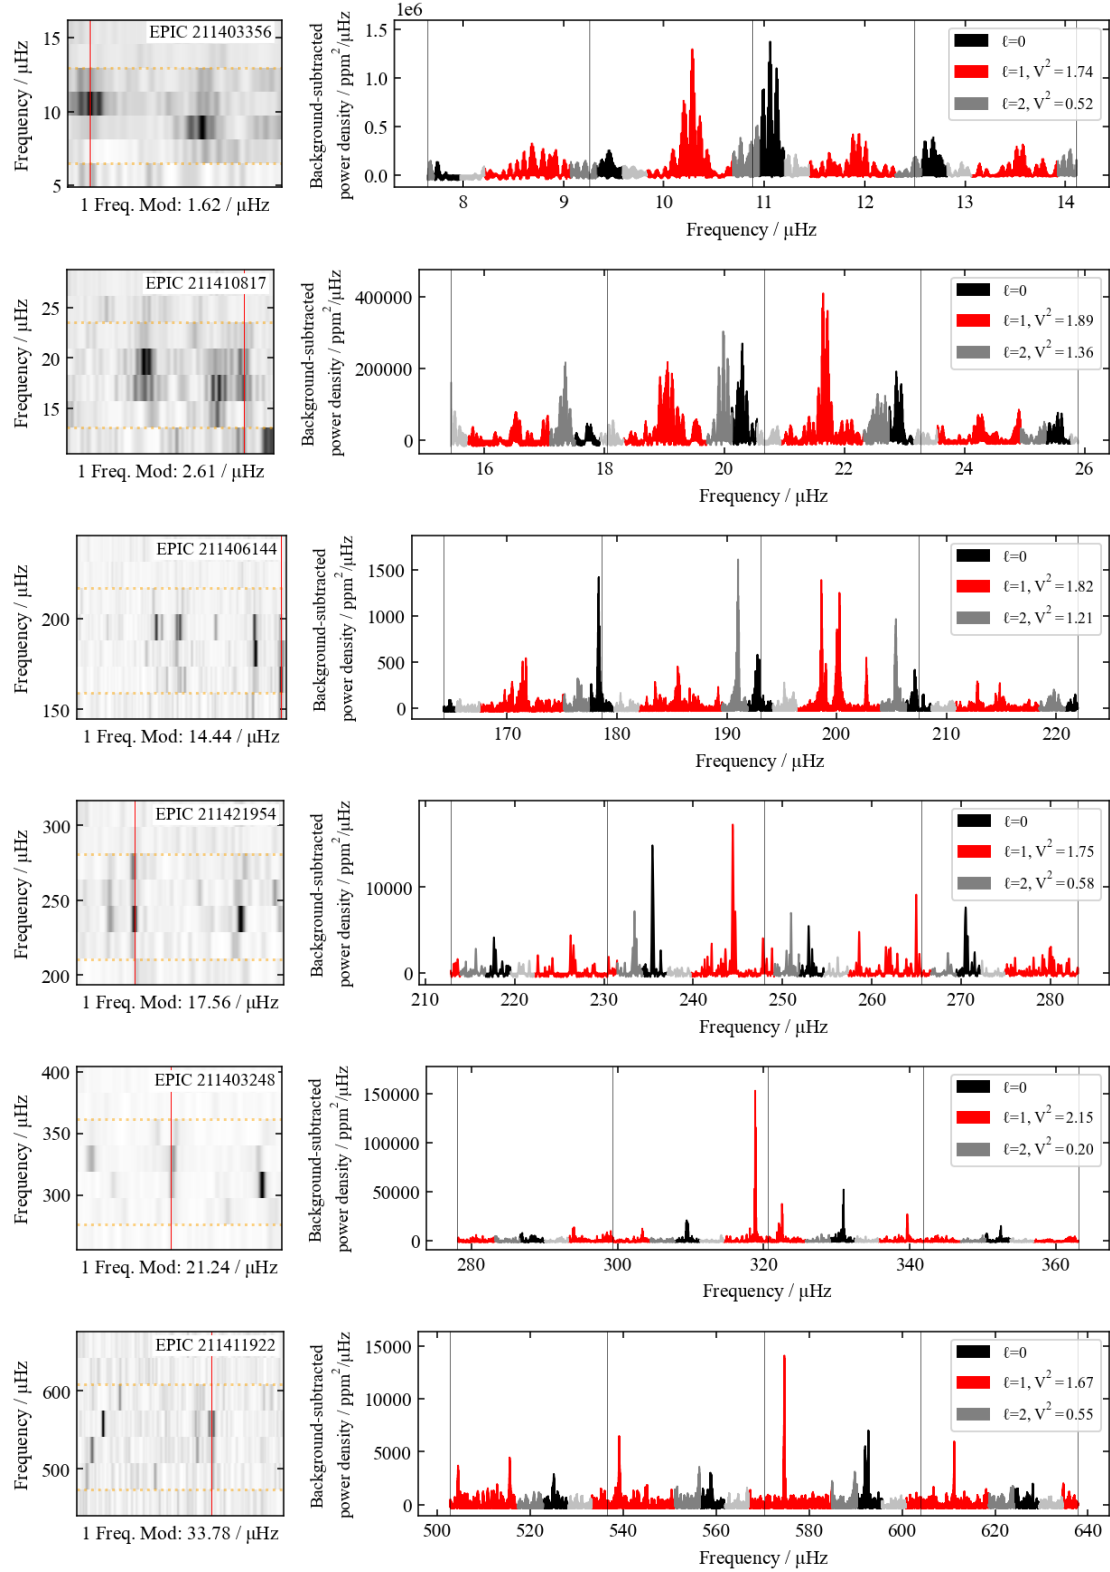 EPIC 211403356
Frequency / μHz
15
10
5
1 Freq. Mod: 1.62 / μHz
1e6
Background-subtracted
power density / ppm²/μHz
1.5
1.0
0.5
0.0
ℓ=0
ℓ=1, V² = 1.74
ℓ=2, V² = 0.52
8 9 10 11 12 13 14
Frequency / μHz
EPIC 211410817
Frequency / μHz
25
20
15
1 Freq. Mod: 2.61 / μHz
Background-subtracted
power density / ppm²/μHz
400000
200000
0
ℓ=0
ℓ=1, V² = 1.89
ℓ=2, V² = 1.36
16 18 20 22 24 26
Frequency / μHz
EPIC 211406144
Frequency / μHz
200
150
1 Freq. Mod: 14.44 / μHz
Background-subtracted
power density / ppm²/μHz
1500
1000
500
0
ℓ=0
ℓ=1, V² = 1.82
ℓ=2, V² = 1.21
170 180 190 200 210 220
Frequency / μHz
EPIC 211421954
Frequency / μHz
300
250
200
1 Freq. Mod: 17.56 / μHz
Background-subtracted
power density / ppm²/μHz
10000
0
ℓ=0
ℓ=1, V² = 1.75
ℓ=2, V² = 0.58
210 220 230 240 250 260 270 280
Frequency / μHz
EPIC 211403248
Frequency / μHz
400
350
300
1 Freq. Mod: 21.24 / μHz
Background-subtracted
power density / ppm²/μHz
150000
100000
50000
0
ℓ=0
ℓ=1, V² = 2.15
ℓ=2, V² = 0.20
280 300 320 340 360
Frequency / μHz
EPIC 211411922
Frequency / μHz
600
500
1 Freq. Mod: 33.78 / μHz
Background-subtracted
power density / ppm²/μHz
15000
10000
5000
0
ℓ=0
ℓ=1, V² = 1.67
ℓ=2, V² = 0.55
500 520 540 560 580 600 620 640
Frequency / μHz